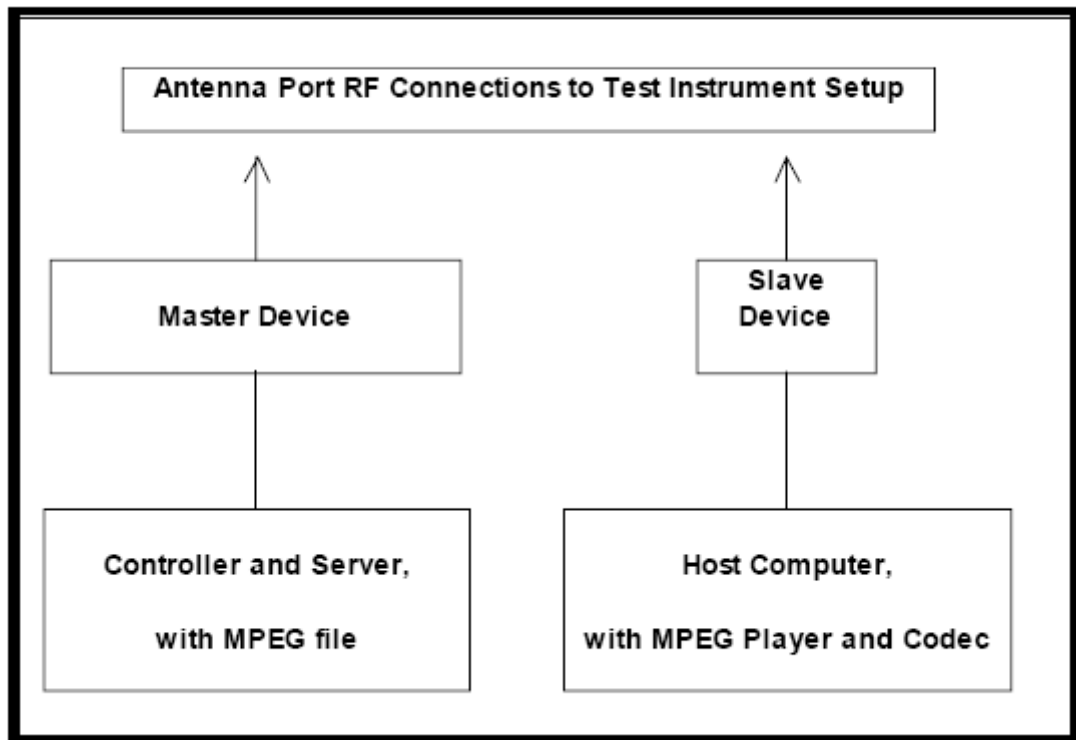 Antenna Port RF Connections to Test Instrument Setup
Master Device
Slave
Device
Controller and Server,
with MPEG file
Host Computer,
with MPEG Player and Codec